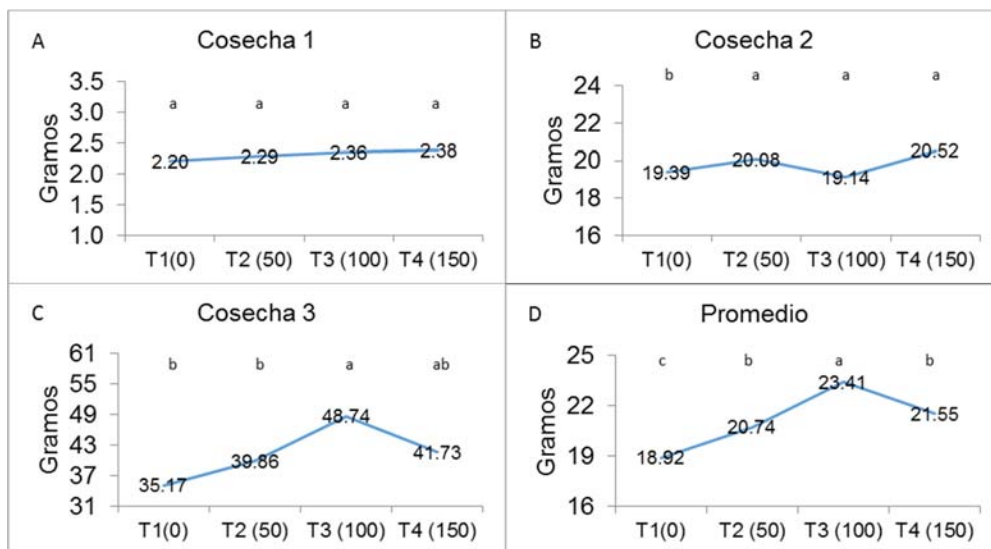 A
Cosecha 1
a a a a
Gramos
3.5
3.0
2.5
2.0
1.5
1.0
2.20 2.29 2.36 2.38
T1(0) T2 (50) T3 (100) T4 (150)
B
Cosecha 2
b a a a
Gramos
24
22
20
18
16
19.39 20.08 19.14 20.52
T1(0) T2 (50) T3 (100) T4 (150)
C
Cosecha 3
b b a ab
Gramos
61
55
49
43
37
31
35.17 39.86 48.74 41.73
T1(0) T2 (50) T3 (100) T4 (150)
D
Promedio
c b a b
Gramos
25
22
19
16
18.92 20.74 23.41 21.55
T1(0) T2 (50) T3 (100) T4 (150)